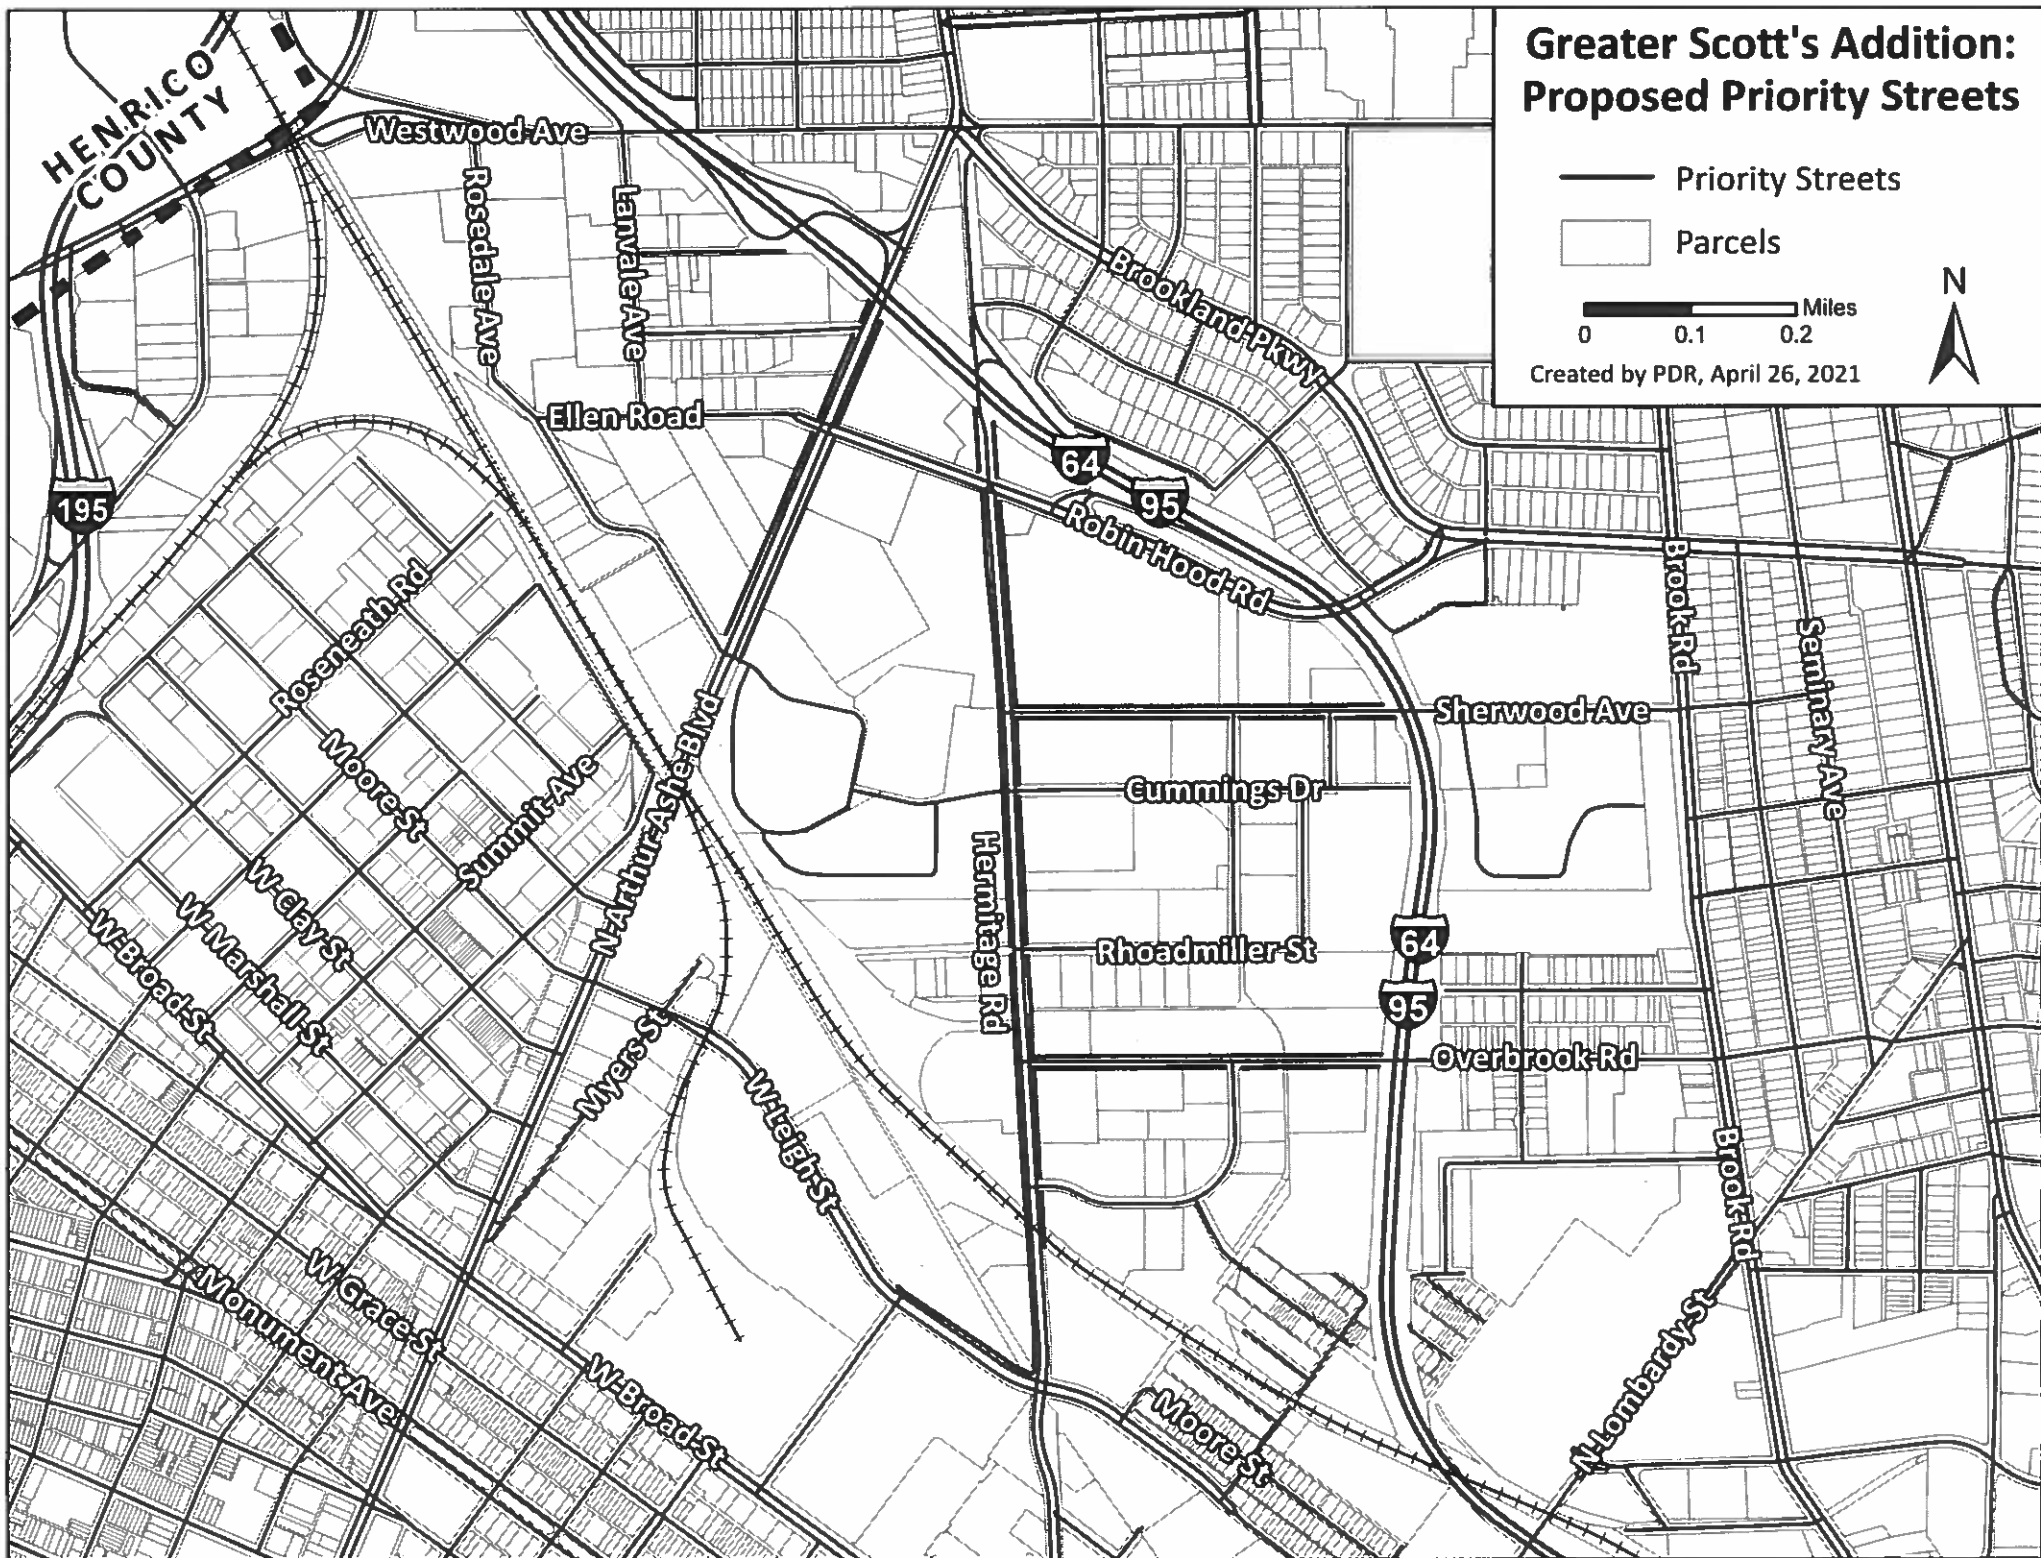 Greater Scott's Addition:
Proposed Priority Streets
Priority Streets
Parcels
N
Miles
0 0.1 0.2
Created by PDR, April 26, 2021
HENRICO
COUNTY
Westwood Ave
Rosedale Ave
Lanvale Ave
Brookland Pkwy
Ellen Road
64
95
195
Robin Hood Rd
Roseneath Rd
Brook Rd
Seminary Ave
Sherwood Ave
Moore St
Summit Ave
N Arthur Ashe Blvd
Cummings Dr
Hermitage Rd
W Clay St
W Marshall St
W Broad St
Rhoadmiller St
64
95
Myers St
W Leigh St
Overbrook Rd
Brook Rd
W Grace St
Monument Ave
W Broad St
Moore St
N Lombardy St